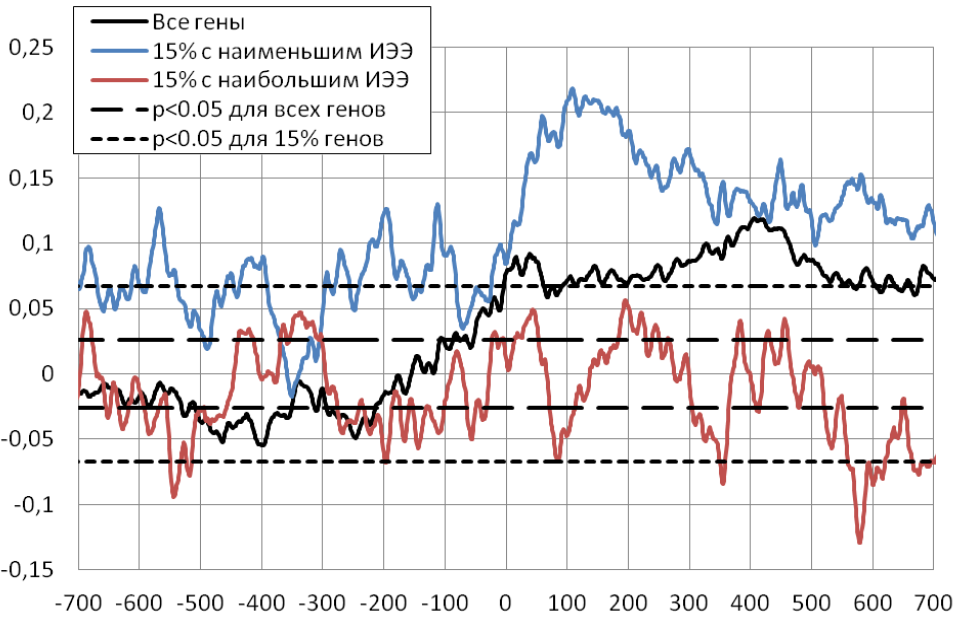 Все гены
15% с наименьшим ИЭЭ
15% с наибольшим ИЭЭ
p<0.05 для всех генов
p<0.05 для 15% генов
0,25
0,2
0,15
0,1
0,05
0
-0,05
-0,1
-0,15
-700 -600 -500 -400 -300 -200 -100 0 100 200 300 400 500 600 700